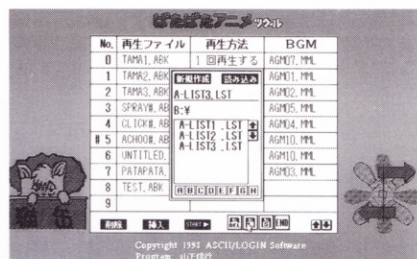 ぱたぱたアニメツクール
No. 再生ファイル 再生方法 BGM
0 TAMA1.ABK 1回再生する AGM07.MML
1 TAMA2.ABK AGM01.MML
2 TAMA3.ABK AGM02.MML
3 SPRAY#.AB AGM05.MML
4 CLICK#.AB AGM04.MML
#5 ACHOO#.AB AGM10.MML
6 UNTITLED. AGM10.MML
7 PATAPATA. AGM03.MML
8 TEST.ABK
9
新規作成 読み込み
A-LIST3.LST
B:¥
A-LIST1 .LST
A-LIST2 .LST
A-LIST3 .LST
A B C D E F G H
削除 挿入 START END
Copyright 1993 ASCII/LOGIN Software
Program